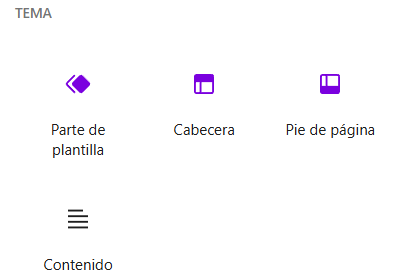 TEMA
Parte de
plantilla
Cabecera
Pie de página
Contenido